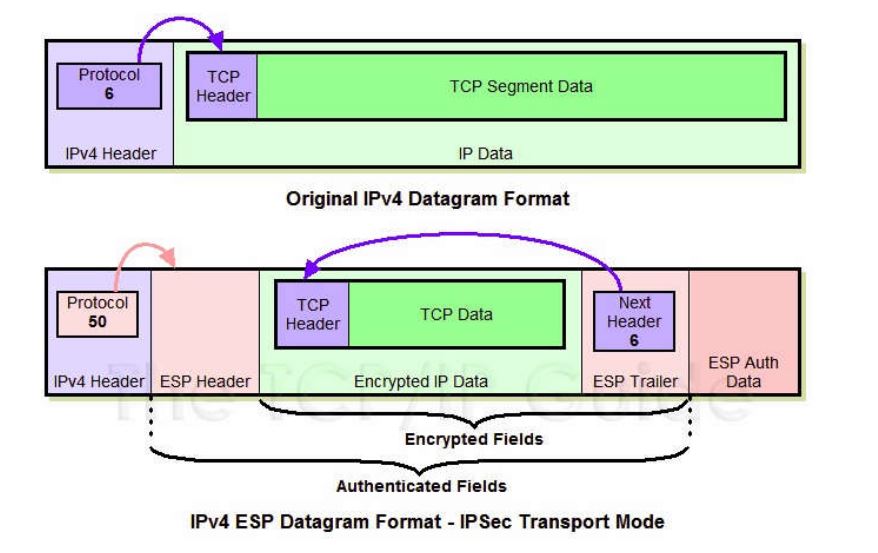 Protocol
6
TCP
Header
TCP Segment Data
IPv4 Header
IP Data
Original IPv4 Datagram Format
Protocol
50
TCP
Header
TCP Data
Next
Header
6
IPv4 Header
ESP Header
Encrypted IP Data
ESP Trailer
ESP Auth
Data
The TCP/IP Guide
Encrypted Fields
Authenticated Fields
IPv4 ESP Datagram Format - IPSec Transport Mode